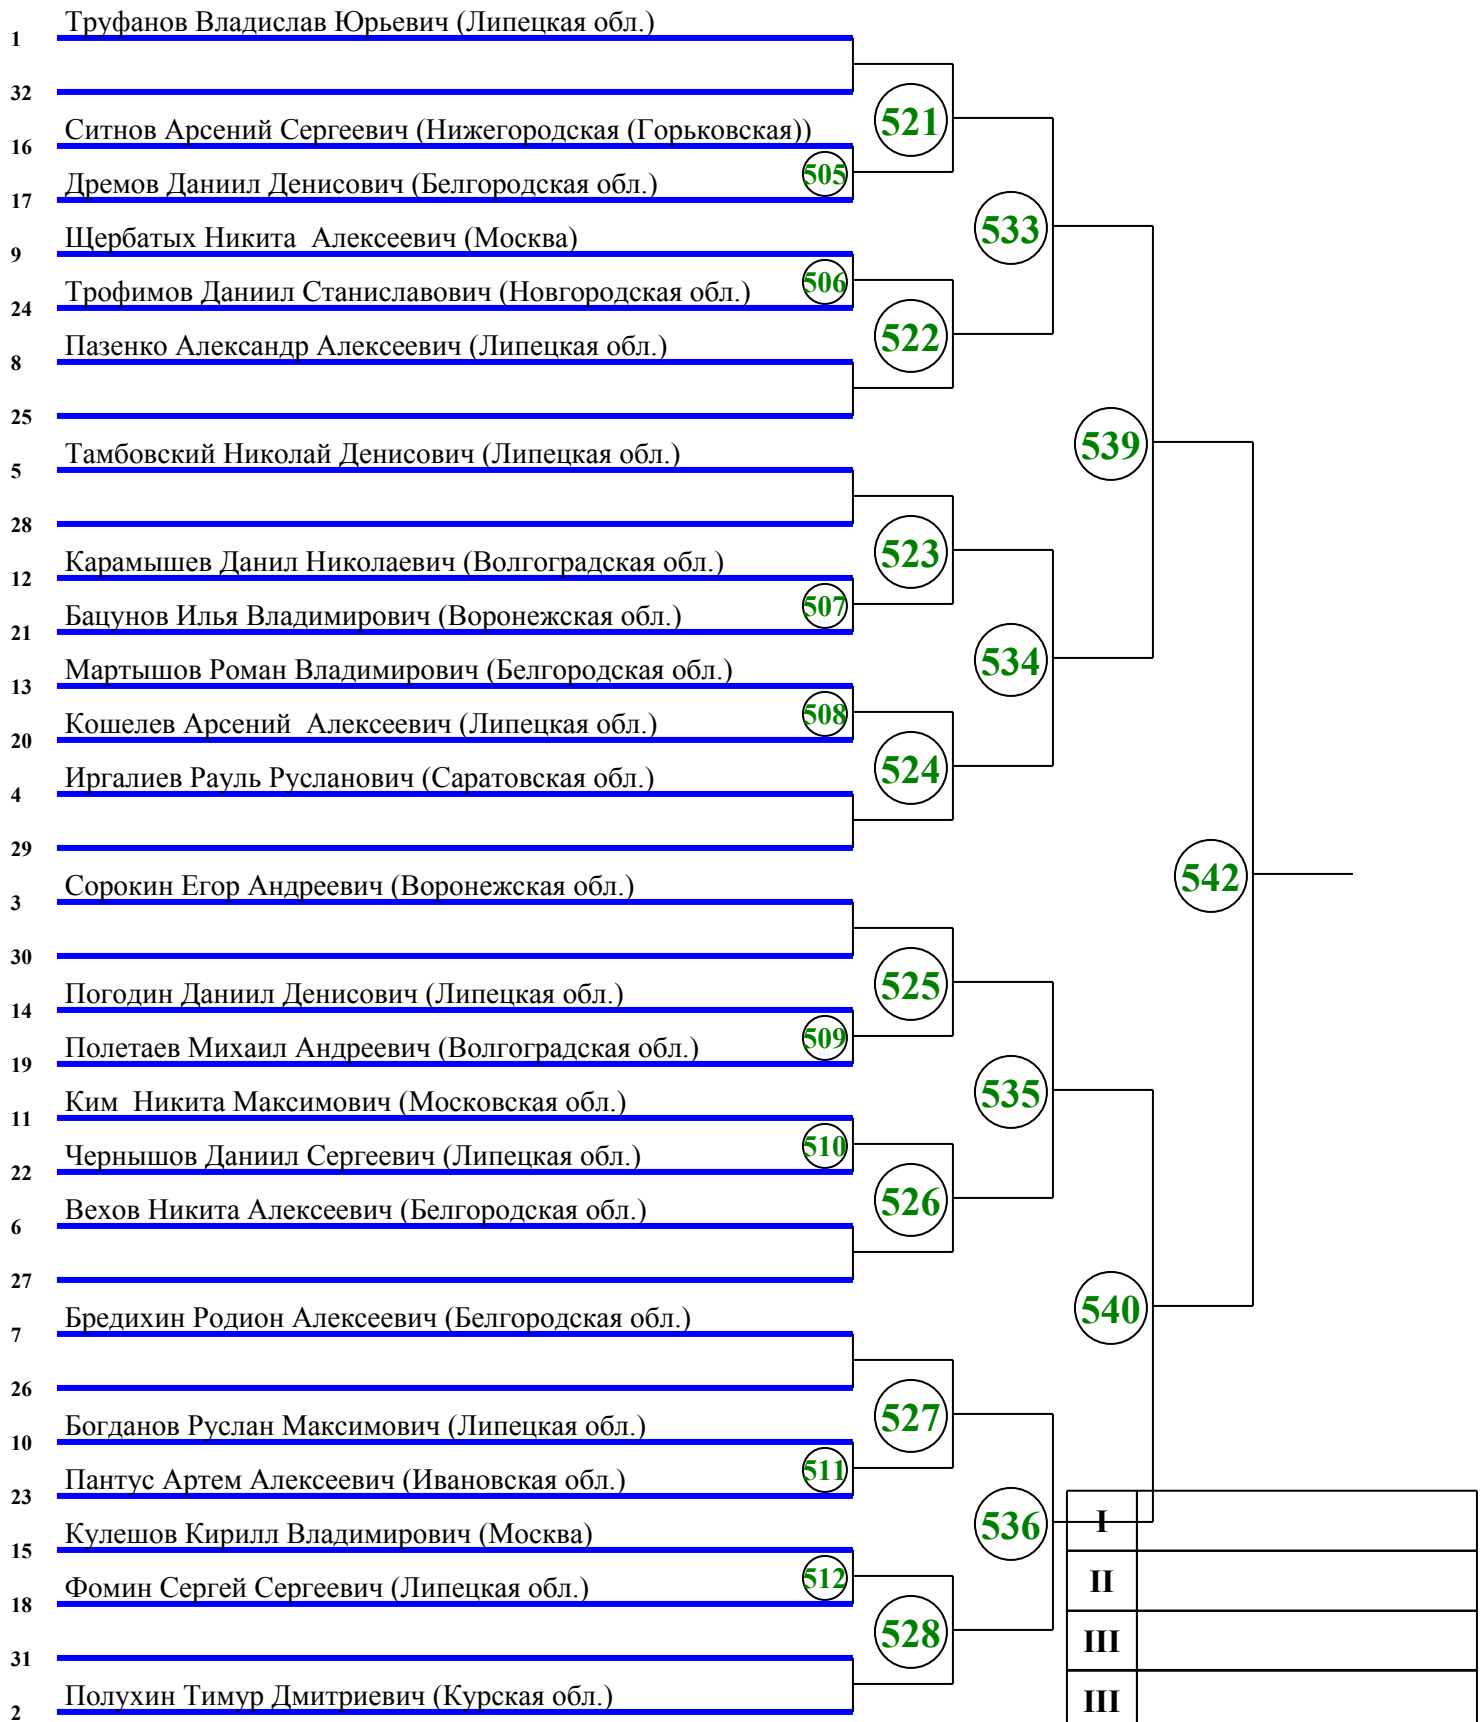 Труфанов Владислав Юрьевич (Липецкая обл.)
1
32
521
Ситнов Арсений Сергеевич (Нижегородская (Горьковская))
16
505
Дремов Даниил Денисович (Белгородская обл.)
17
533
Щербатых Никита  Алексеевич (Москва)
9
506
Трофимов Даниил Станиславович (Новгородская обл.)
24
522
Пазенко Александр Алексеевич (Липецкая обл.)
8
25
539
Тамбовский Николай Денисович (Липецкая обл.)
5
28
523
Карамышев Данил Николаевич (Волгоградская обл.)
12
507
Бацунов Илья Владимирович (Воронежская обл.)
21
534
Мартышов Роман Владимирович (Белгородская обл.)
13
508
Кошелев Арсений  Алексеевич (Липецкая обл.)
20
524
Иргалиев Рауль Русланович (Саратовская обл.)
4
29
542
Сорокин Егор Андреевич (Воронежская обл.)
3
30
525
Погодин Даниил Денисович (Липецкая обл.)
14
509
Полетаев Михаил Андреевич (Волгоградская обл.)
19
535
Ким  Никита Максимович (Московская обл.)
11
510
Чернышов Даниил Сергеевич (Липецкая обл.)
22
526
Вехов Никита Алексеевич (Белгородская обл.)
6
27
540
Бредихин Родион Алексеевич (Белгородская обл.)
7
26
527
Богданов Руслан Максимович (Липецкая обл.)
10
511
Пантус Артем Алексеевич (Ивановская обл.)
23
536
I
Кулешов Кирилл Владимирович (Москва)
15
512
II
Фомин Сергей Сергеевич (Липецкая обл.)
18
528
III
31
Полухин Тимур Дмитриевич (Курская обл.)
2
III